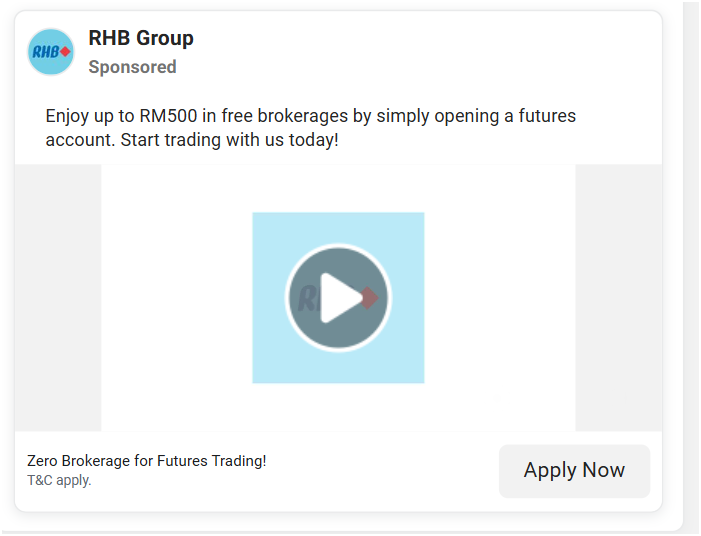 RHB
RHB Group
Sponsored
Enjoy up to RM500 in free brokerages by simply opening a futures
account. Start trading with us today!
RHB
Zero Brokerage for Futures Trading!
T&C apply.
Apply Now